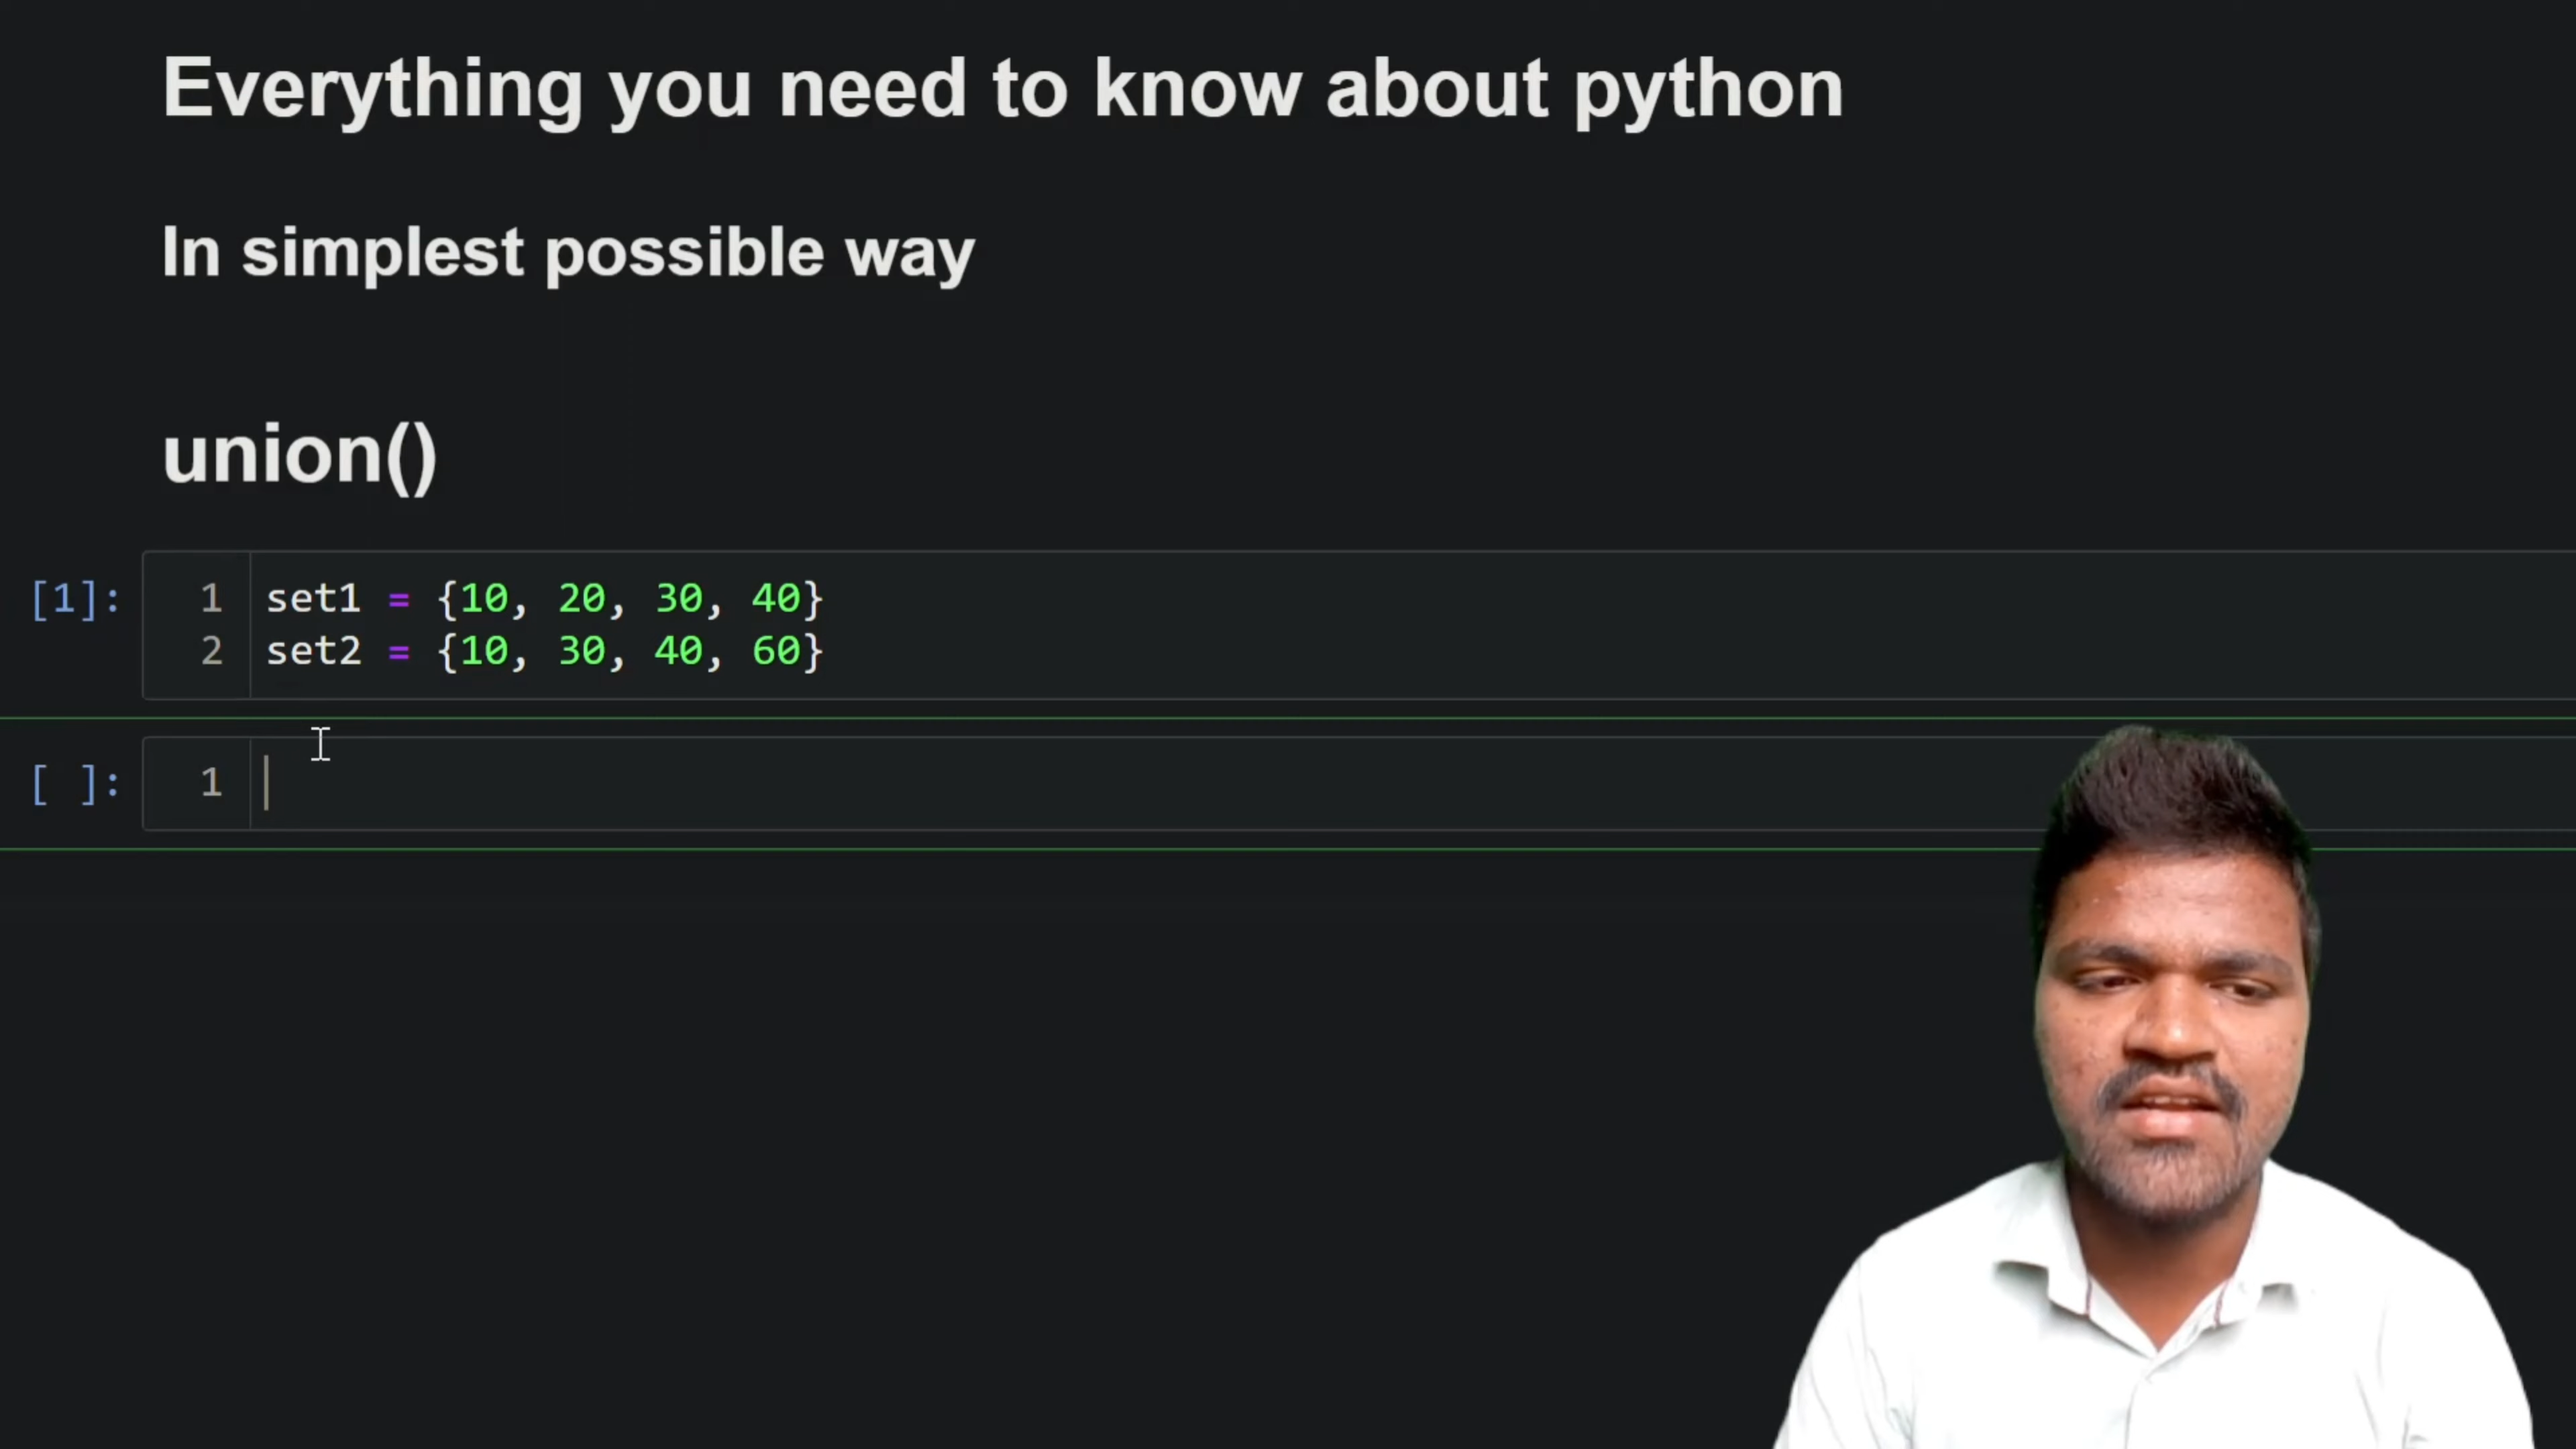 Everything you need to know about python
In simplest possible way
union()
[1]: 1 set1 = {10, 20, 30, 40}
2 set2 = {10, 30, 40, 60}
[ ]: 1